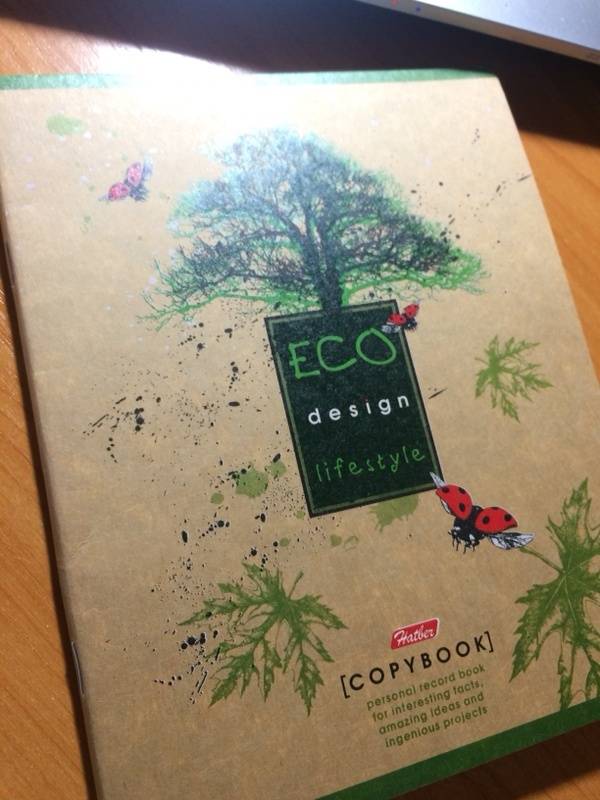 ECO
design
lifestyle
Hatber
[COPYBOOK]
personal record book
for interesting facts,
amazing ideas and
ingenious projects